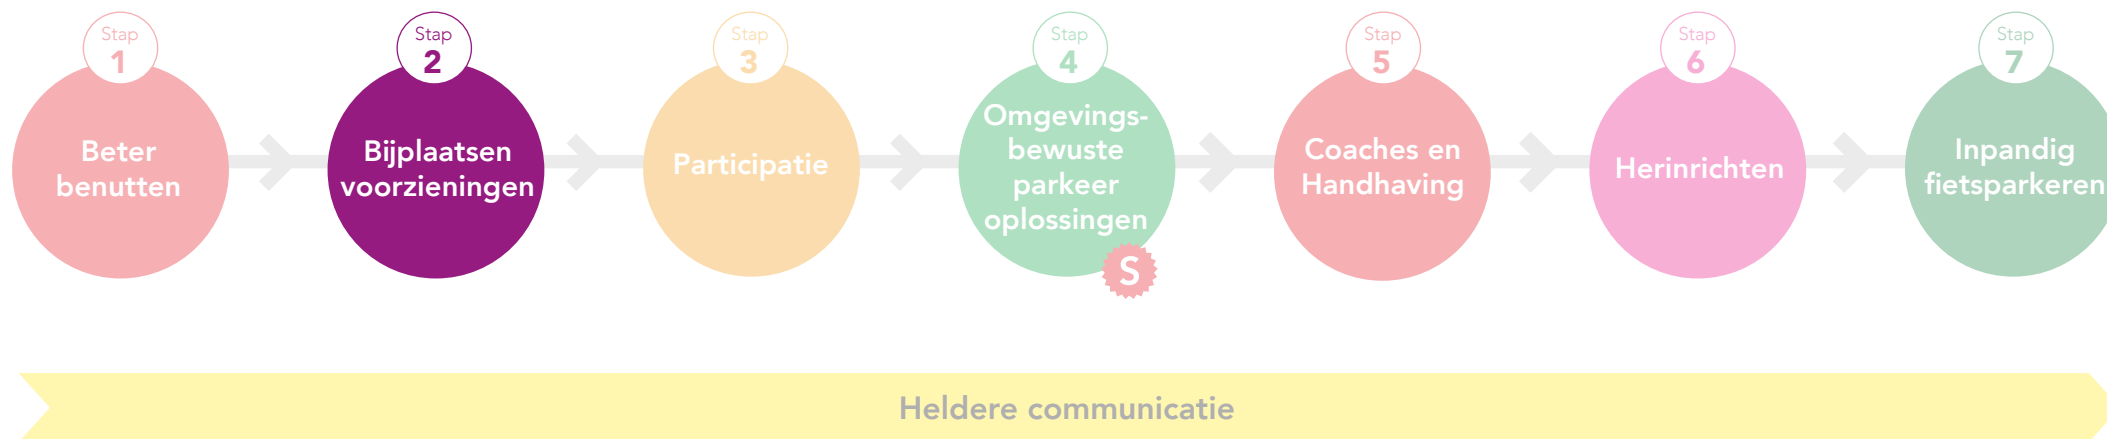 Stap
1
Beter
benutten
Stap
2
Bijplaatsen
voorzieningen
Stap
3
Participatie
Stap
4
Omgevings-
bewuste
parkeer
oplossingen
S
Stap
5
Coaches en
Handhaving
Stap
6
Herinrichten
Stap
7
Inpandig
fietsparkeren
Heldere communicatie